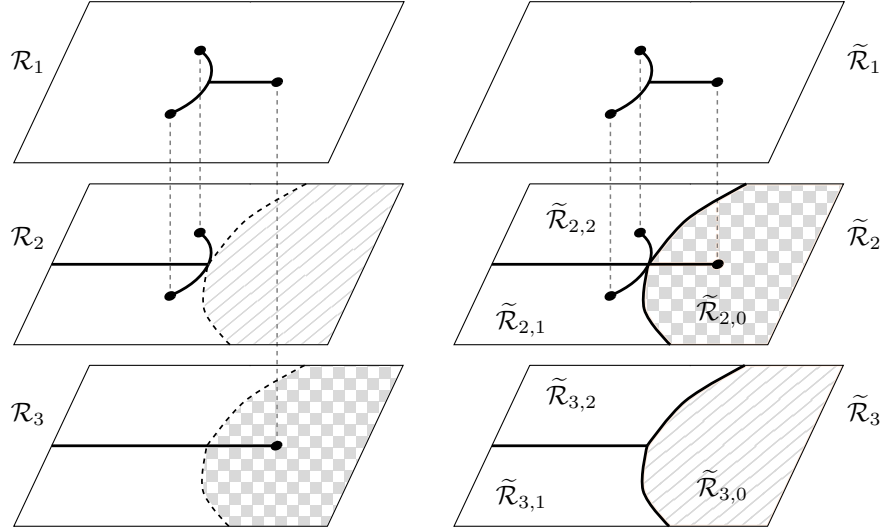 ℛ₁
ℛ̃₁
ℛ₂
ℛ̃₂,₂
ℛ̃₂
ℛ̃₂,₁
ℛ̃₂,₀
ℛ₃
ℛ̃₃,₂
ℛ̃₃
ℛ̃₃,₁
ℛ̃₃,₀